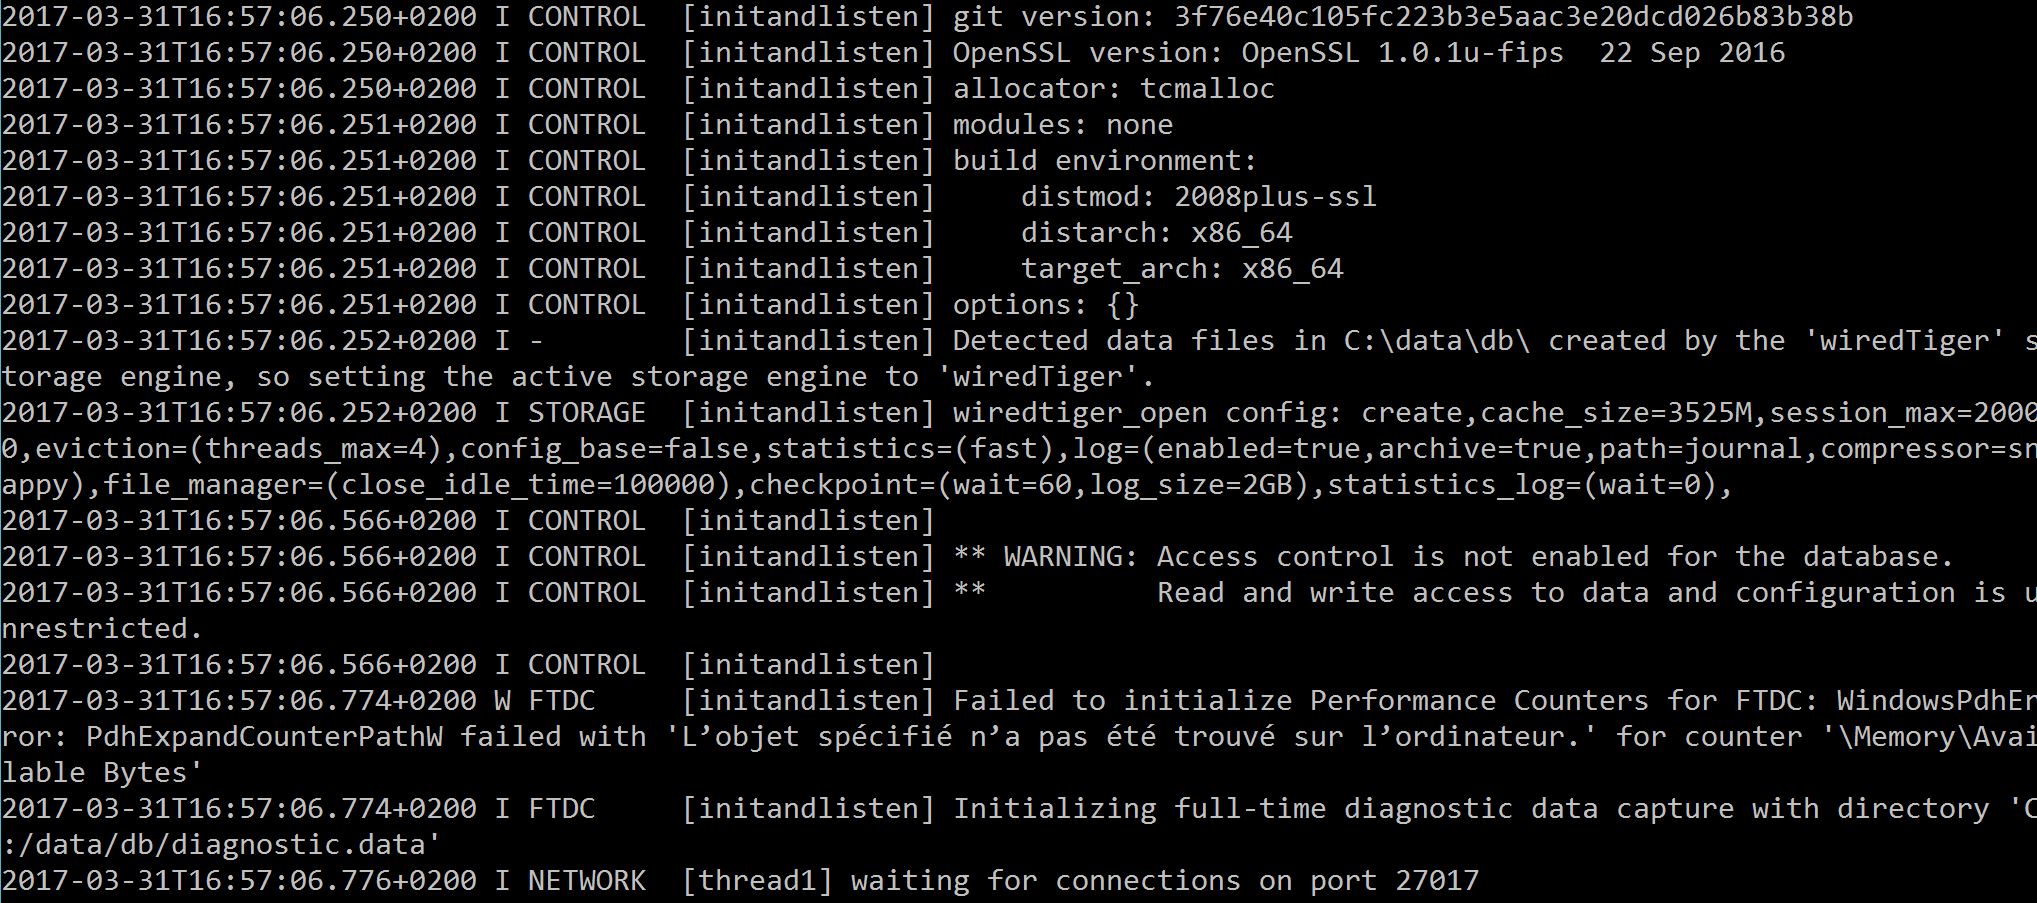 2017-03-31T16:57:06.250+0200 I CONTROL  [initandlisten] git version: 3f76e40c105fc223b3e5aac3e20dcd026b83b38b
2017-03-31T16:57:06.250+0200 I CONTROL  [initandlisten] OpenSSL version: OpenSSL 1.0.1u-fips  22 Sep 2016
2017-03-31T16:57:06.250+0200 I CONTROL  [initandlisten] allocator: tcmalloc
2017-03-31T16:57:06.251+0200 I CONTROL  [initandlisten] modules: none
2017-03-31T16:57:06.251+0200 I CONTROL  [initandlisten] build environment:
2017-03-31T16:57:06.251+0200 I CONTROL  [initandlisten]     distmod: 2008plus-ssl
2017-03-31T16:57:06.251+0200 I CONTROL  [initandlisten]     distarch: x86_64
2017-03-31T16:57:06.251+0200 I CONTROL  [initandlisten]     target_arch: x86_64
2017-03-31T16:57:06.251+0200 I CONTROL  [initandlisten] options: {}
2017-03-31T16:57:06.252+0200 I -        [initandlisten] Detected data files in C:\data\db\ created by the 'wiredTiger' s
torage engine, so setting the active storage engine to 'wiredTiger'.
2017-03-31T16:57:06.252+0200 I STORAGE  [initandlisten] wiredtiger_open config: create,cache_size=3525M,session_max=2000
0,eviction=(threads_max=4),config_base=false,statistics=(fast),log=(enabled=true,archive=true,path=journal,compressor=sn
appy),file_manager=(close_idle_time=100000),checkpoint=(wait=60,log_size=2GB),statistics_log=(wait=0),
2017-03-31T16:57:06.566+0200 I CONTROL  [initandlisten]
2017-03-31T16:57:06.566+0200 I CONTROL  [initandlisten] ** WARNING: Access control is not enabled for the database.
2017-03-31T16:57:06.566+0200 I CONTROL  [initandlisten] **          Read and write access to data and configuration is u
nrestricted.
2017-03-31T16:57:06.566+0200 I CONTROL  [initandlisten]
2017-03-31T16:57:06.774+0200 W FTDC     [initandlisten] Failed to initialize Performance Counters for FTDC: WindowsPdhEr
ror: PdhExpandCounterPathW failed with 'L’objet spécifié n’a pas été trouvé sur l’ordinateur.' for counter '\Memory\Avai
lable Bytes'
2017-03-31T16:57:06.774+0200 I FTDC     [initandlisten] Initializing full-time diagnostic data capture with directory 'C
:/data/db/diagnostic.data'
2017-03-31T16:57:06.776+0200 I NETWORK  [thread1] waiting for connections on port 27017